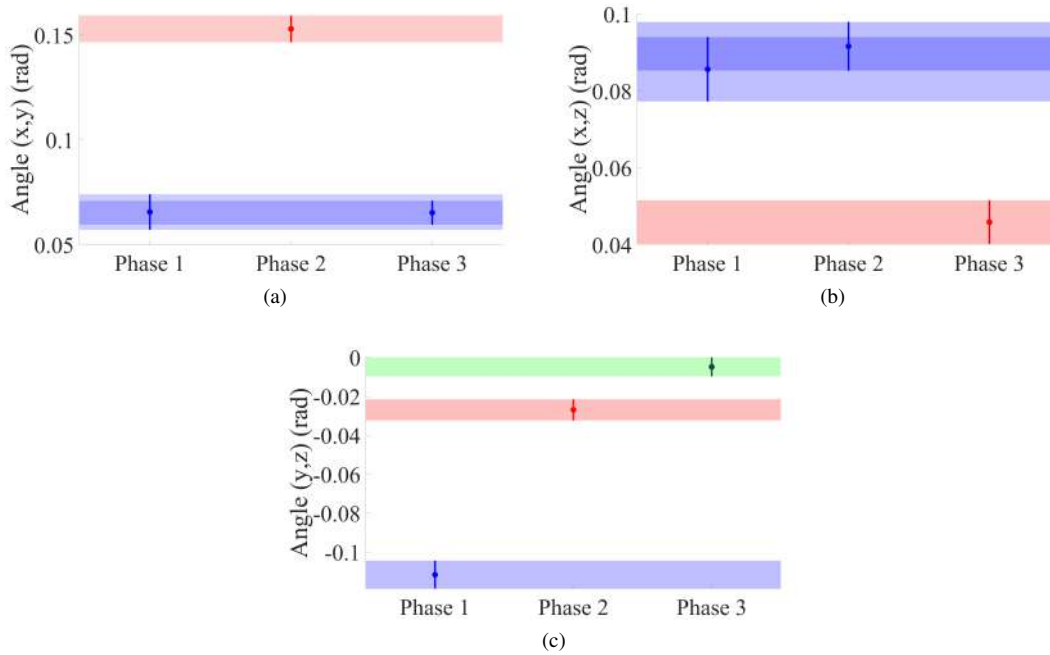 Angle (x,y) (rad)
0.15
0.1
0.05
Phase 1 Phase 2 Phase 3
(a)
Angle (x,z) (rad)
0.1
0.08
0.06
0.04
Phase 1 Phase 2 Phase 3
(b)
Angle (y,z) (rad)
0
-0.02
-0.04
-0.06
-0.08
-0.1
Phase 1 Phase 2 Phase 3
(c)